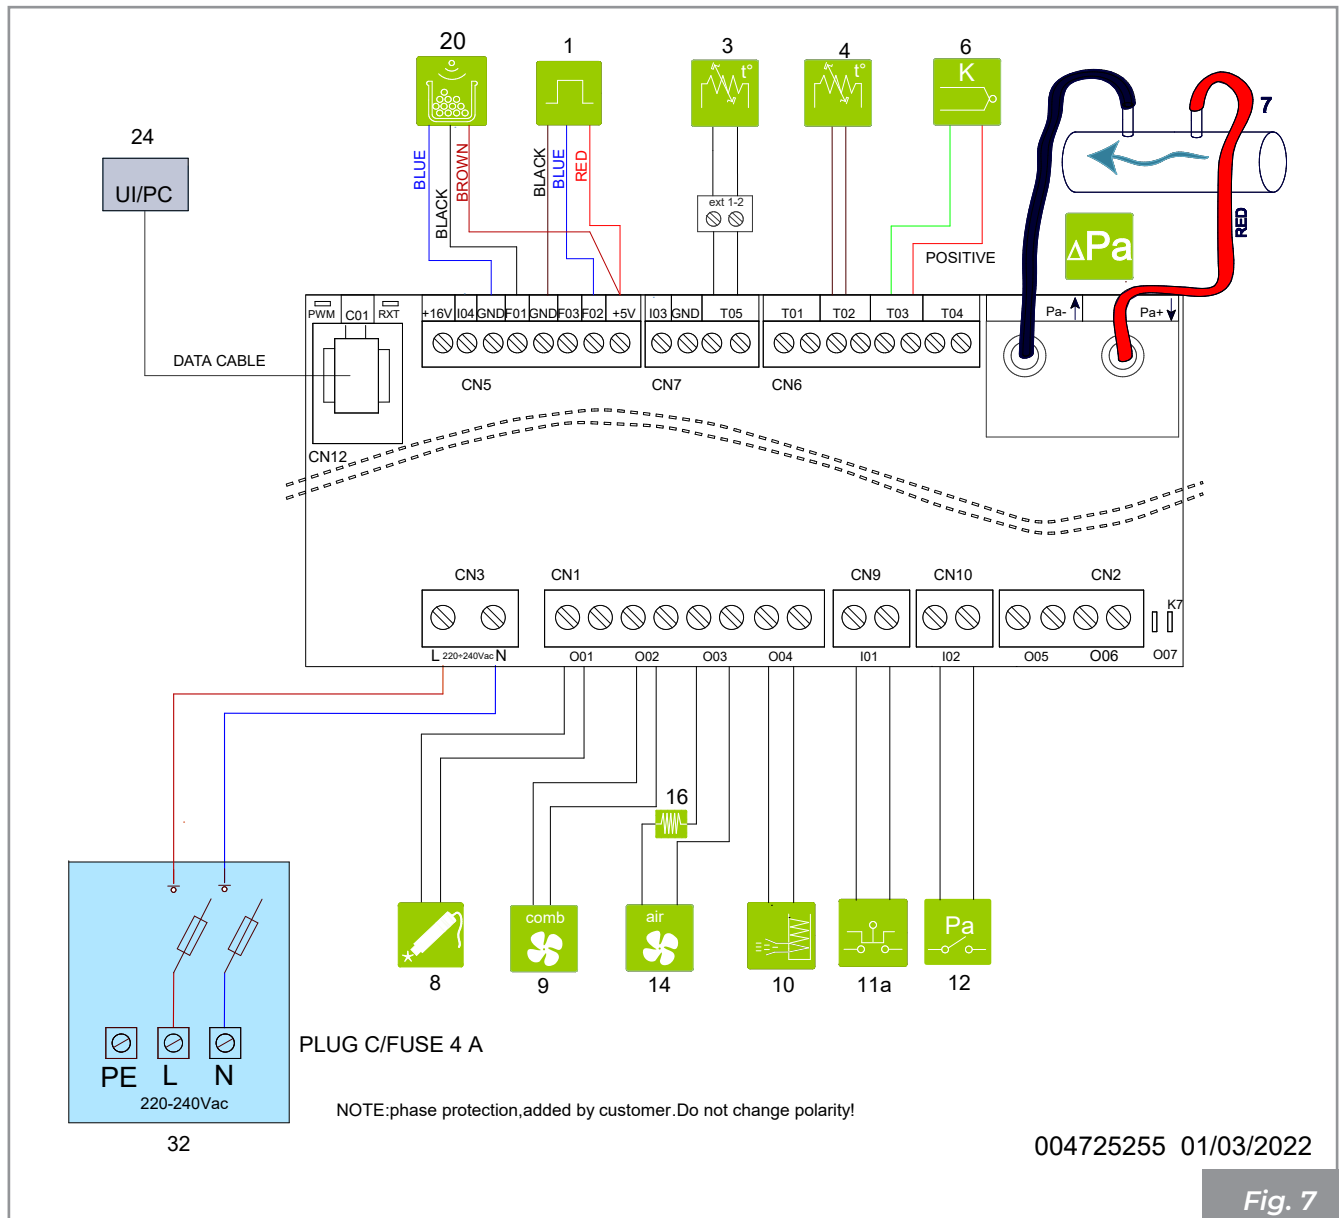 20 1 3 4 6
7
24
UI/PC
BLUE
BLACK
BROWN
BLACK
BLUE
RED
t°
t°
K
ext 1-2
POSITIVE
RED
ΔPa
DATA CABLE
PWM C01 RXT
+16V I04 GND F01 GND F03 F02 +5V
I03 GND T05
T01 T02 T03 T04
Pa- Pa+
CN5 CN7 CN6
CN12
CN3 CN1 CN9 CN10 CN2
K7
L 220÷240Vac N
O01 O02 O03 O04 I01 I02 O05 O06 O07
16
comb
air
Pa
8 9 14 10 11a 12
PE L N
220-240Vac
32
PLUG C/FUSE 4 A
NOTE:phase protection,added by customer.Do not change polarity!
004725255 01/03/2022
Fig. 7